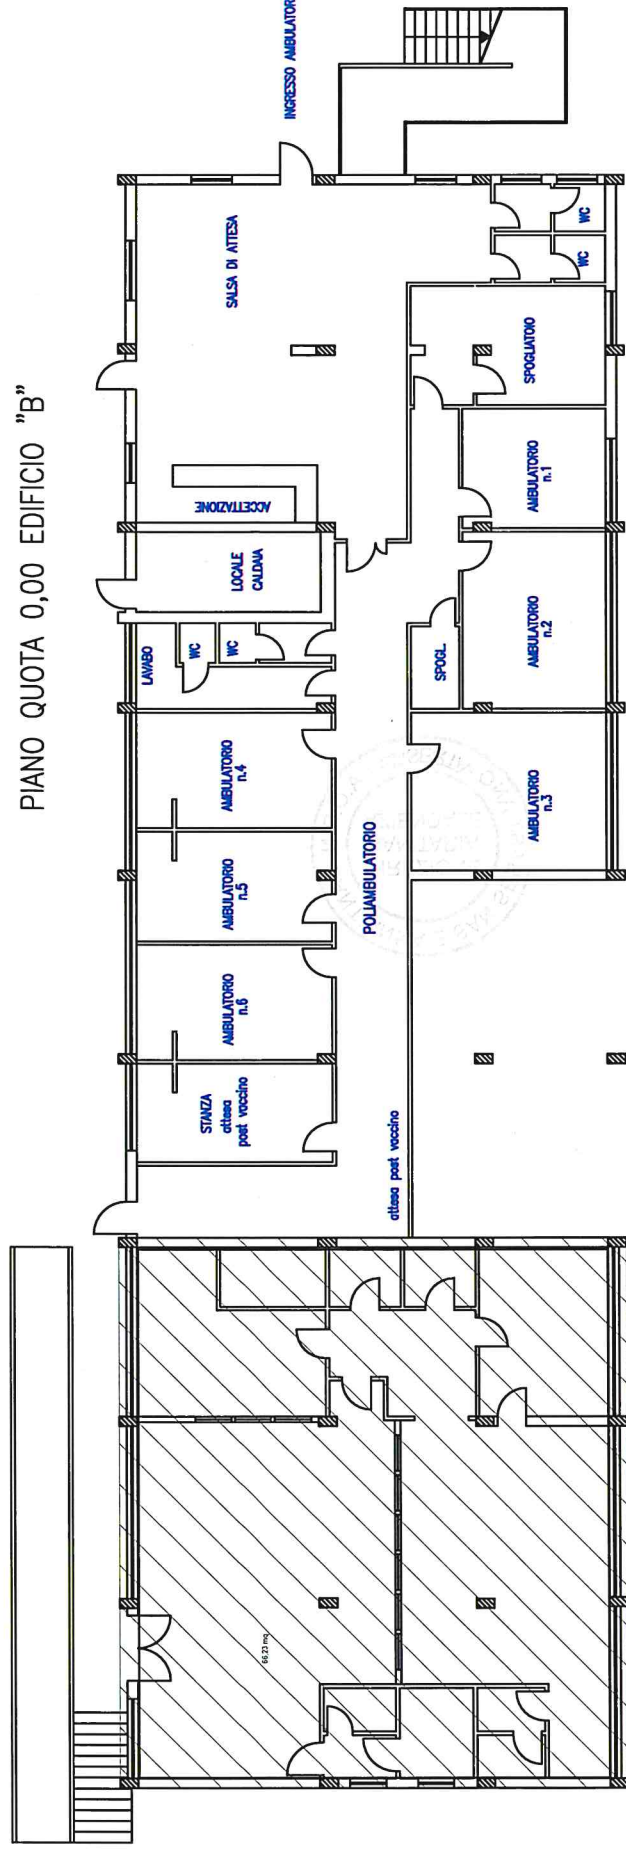 PIANO QUOTA 0,00 EDIFICIO "B"
INGRESSO AMBULATOR
SALSA DI ATTESA
WC
WC
SPOGLIATOIO
ACCETTAZIONE
LOCALE
CALDAIA
AMBULATORIO
n.1
LAVABO
WC
WC
SPOGL.
AMBULATORIO
n.2
AMBULATORIO
n.4
AMBULATORIO
n.3
AMBULATORIO
n.5
POLIAMBULATORIO
AMBULATORIO
n.6
STANZA
attesa
post vaccino
attesa post vaccino
66.23 mq